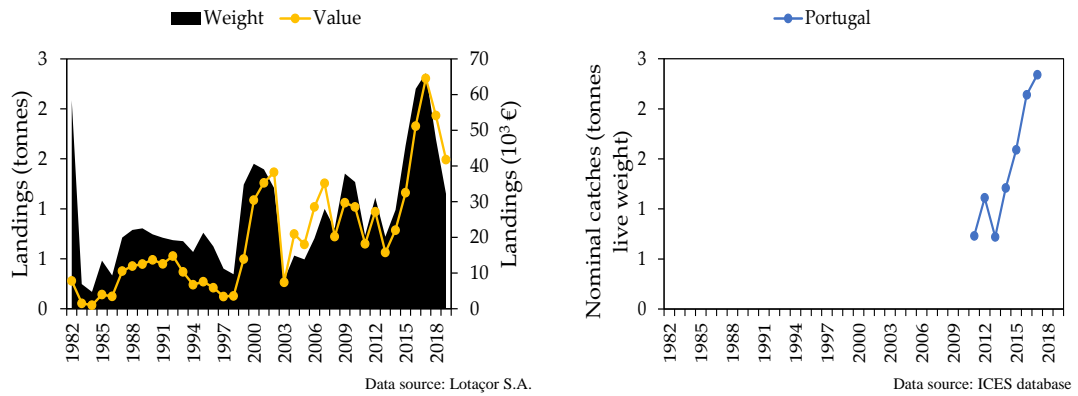 Weight Value
Landings (tonnes)
3
2
2
1
1
0
70
60
50
40
30
20
10
0
Landings (10³ €)
1982 1985 1988 1991 1994 1997 2000 2003 2006 2009 2012 2015 2018
Data source: Lotaçor S.A.
Portugal
Nominal catches (tonnes
live weight)
3
2
2
1
1
0
1982 1985 1988 1991 1994 1997 2000 2003 2006 2009 2012 2015 2018
Data source: ICES database